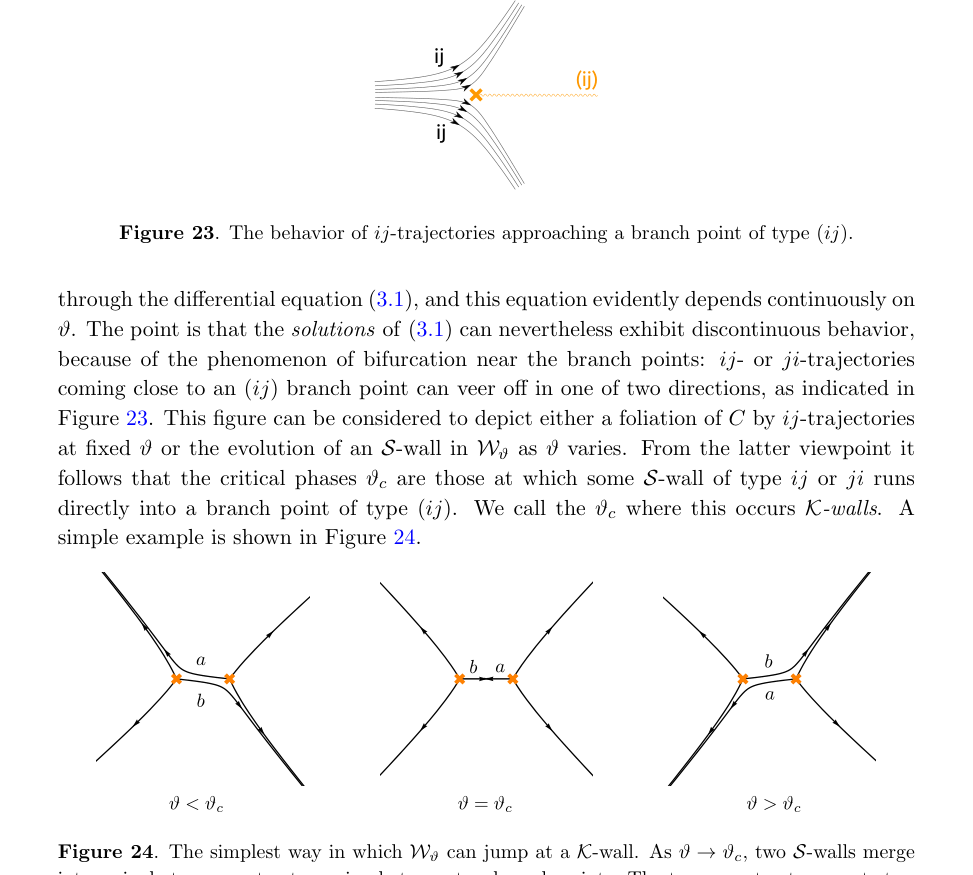 ij
(ij)
ij
Figure 23. The behavior of ij-trajectories approaching a branch point of type (ij).
through the differential equation (3.1), and this equation evidently depends continuously on
ϑ. The point is that the solutions of (3.1) can nevertheless exhibit discontinuous behavior,
because of the phenomenon of bifurcation near the branch points: ij- or ji-trajectories
coming close to an (ij) branch point can veer off in one of two directions, as indicated in
Figure 23. This figure can be considered to depict either a foliation of C by ij-trajectories
at fixed ϑ or the evolution of an 𝒮-wall in 𝒲ϑ as ϑ varies. From the latter viewpoint it
follows that the critical phases ϑc are those at which some 𝒮-wall of type ij or ji runs
directly into a branch point of type (ij). We call the ϑc where this occurs 𝒦-walls. A
simple example is shown in Figure 24.
a
b
b a
b
a
ϑ < ϑc
ϑ = ϑc
ϑ > ϑc
Figure 24. The simplest way in which 𝒲ϑ can jump at a 𝒦-wall. As ϑ → ϑc, two 𝒮-walls merge